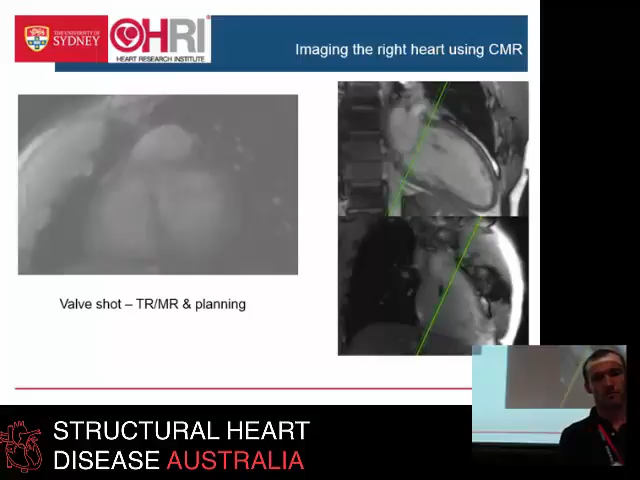 THE UNIVERSITY OF
SYDNEY
HRI
HEART RESEARCH INSTITUTE
Imaging the right heart using CMR
Valve shot – TR/MR & planning
STRUCTURAL HEART
DISEASE AUSTRALIA